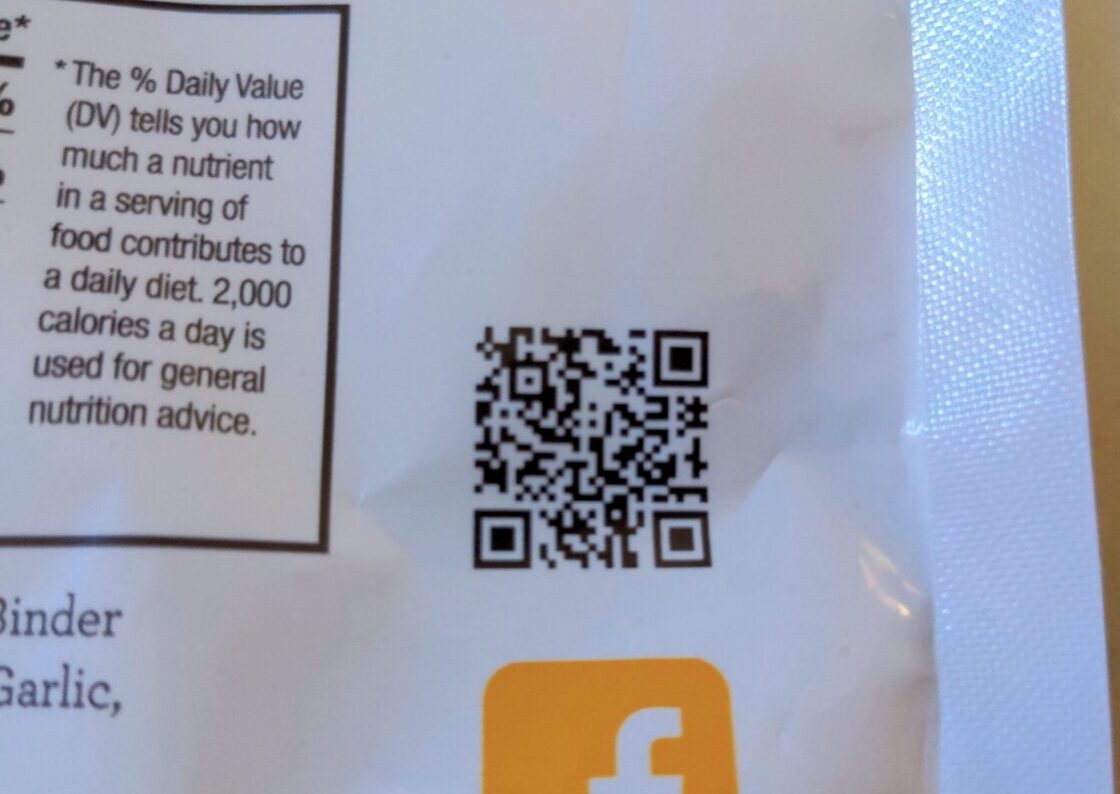 e*
%
* The % Daily Value
(DV) tells you how
much a nutrient
in a serving of
food contributes to
a daily diet. 2,000
calories a day is
used for general
nutrition advice.
Binder
Garlic,
f